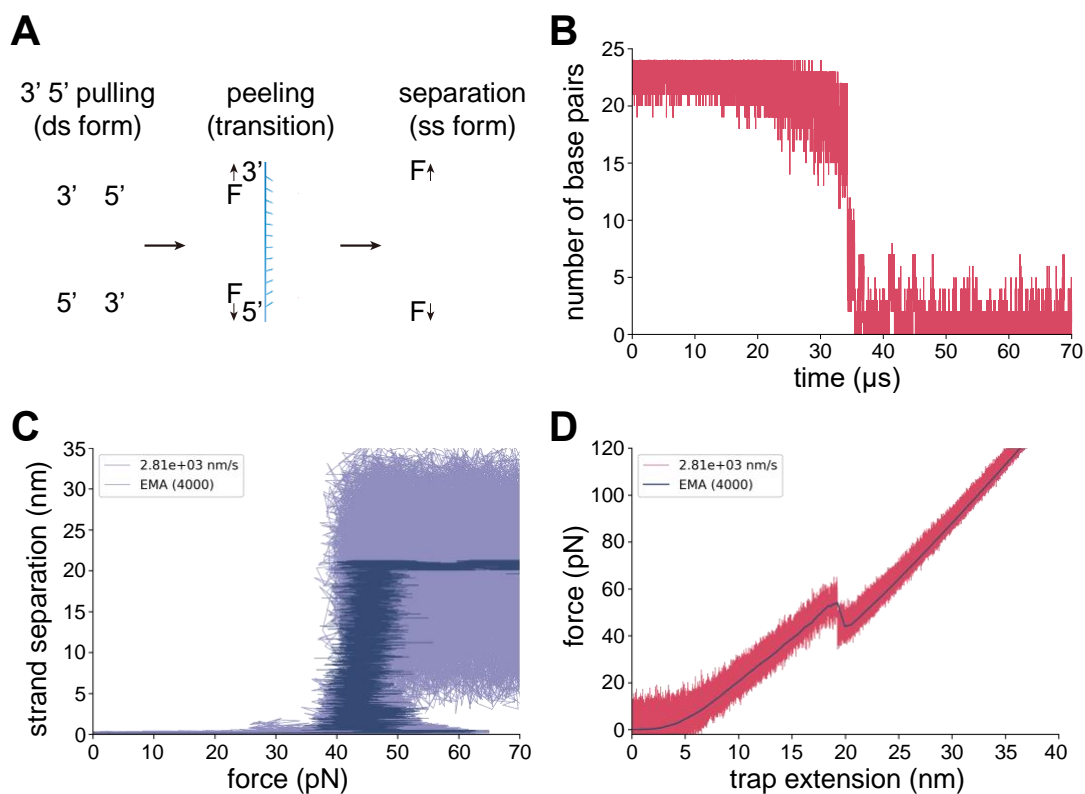 A
3’ 5’ pulling
(ds form)
peeling
(transition)
separation
(ss form)
3’ 5’
5’ 3’
3’
F
F
5’
F
F
B
25
20
15
10
5
0
number of base pairs
0 10 20 30 40 50 60 70
time (µs)
C
35
30
25
20
15
10
5
0
strand separation (nm)
2.81e+03 nm/s
EMA (4000)
0 10 20 30 40 50 60 70
force (pN)
D
120
100
80
60
40
20
0
force (pN)
2.81e+03 nm/s
EMA (4000)
0 5 10 15 20 25 30 35 40
trap extension (nm)